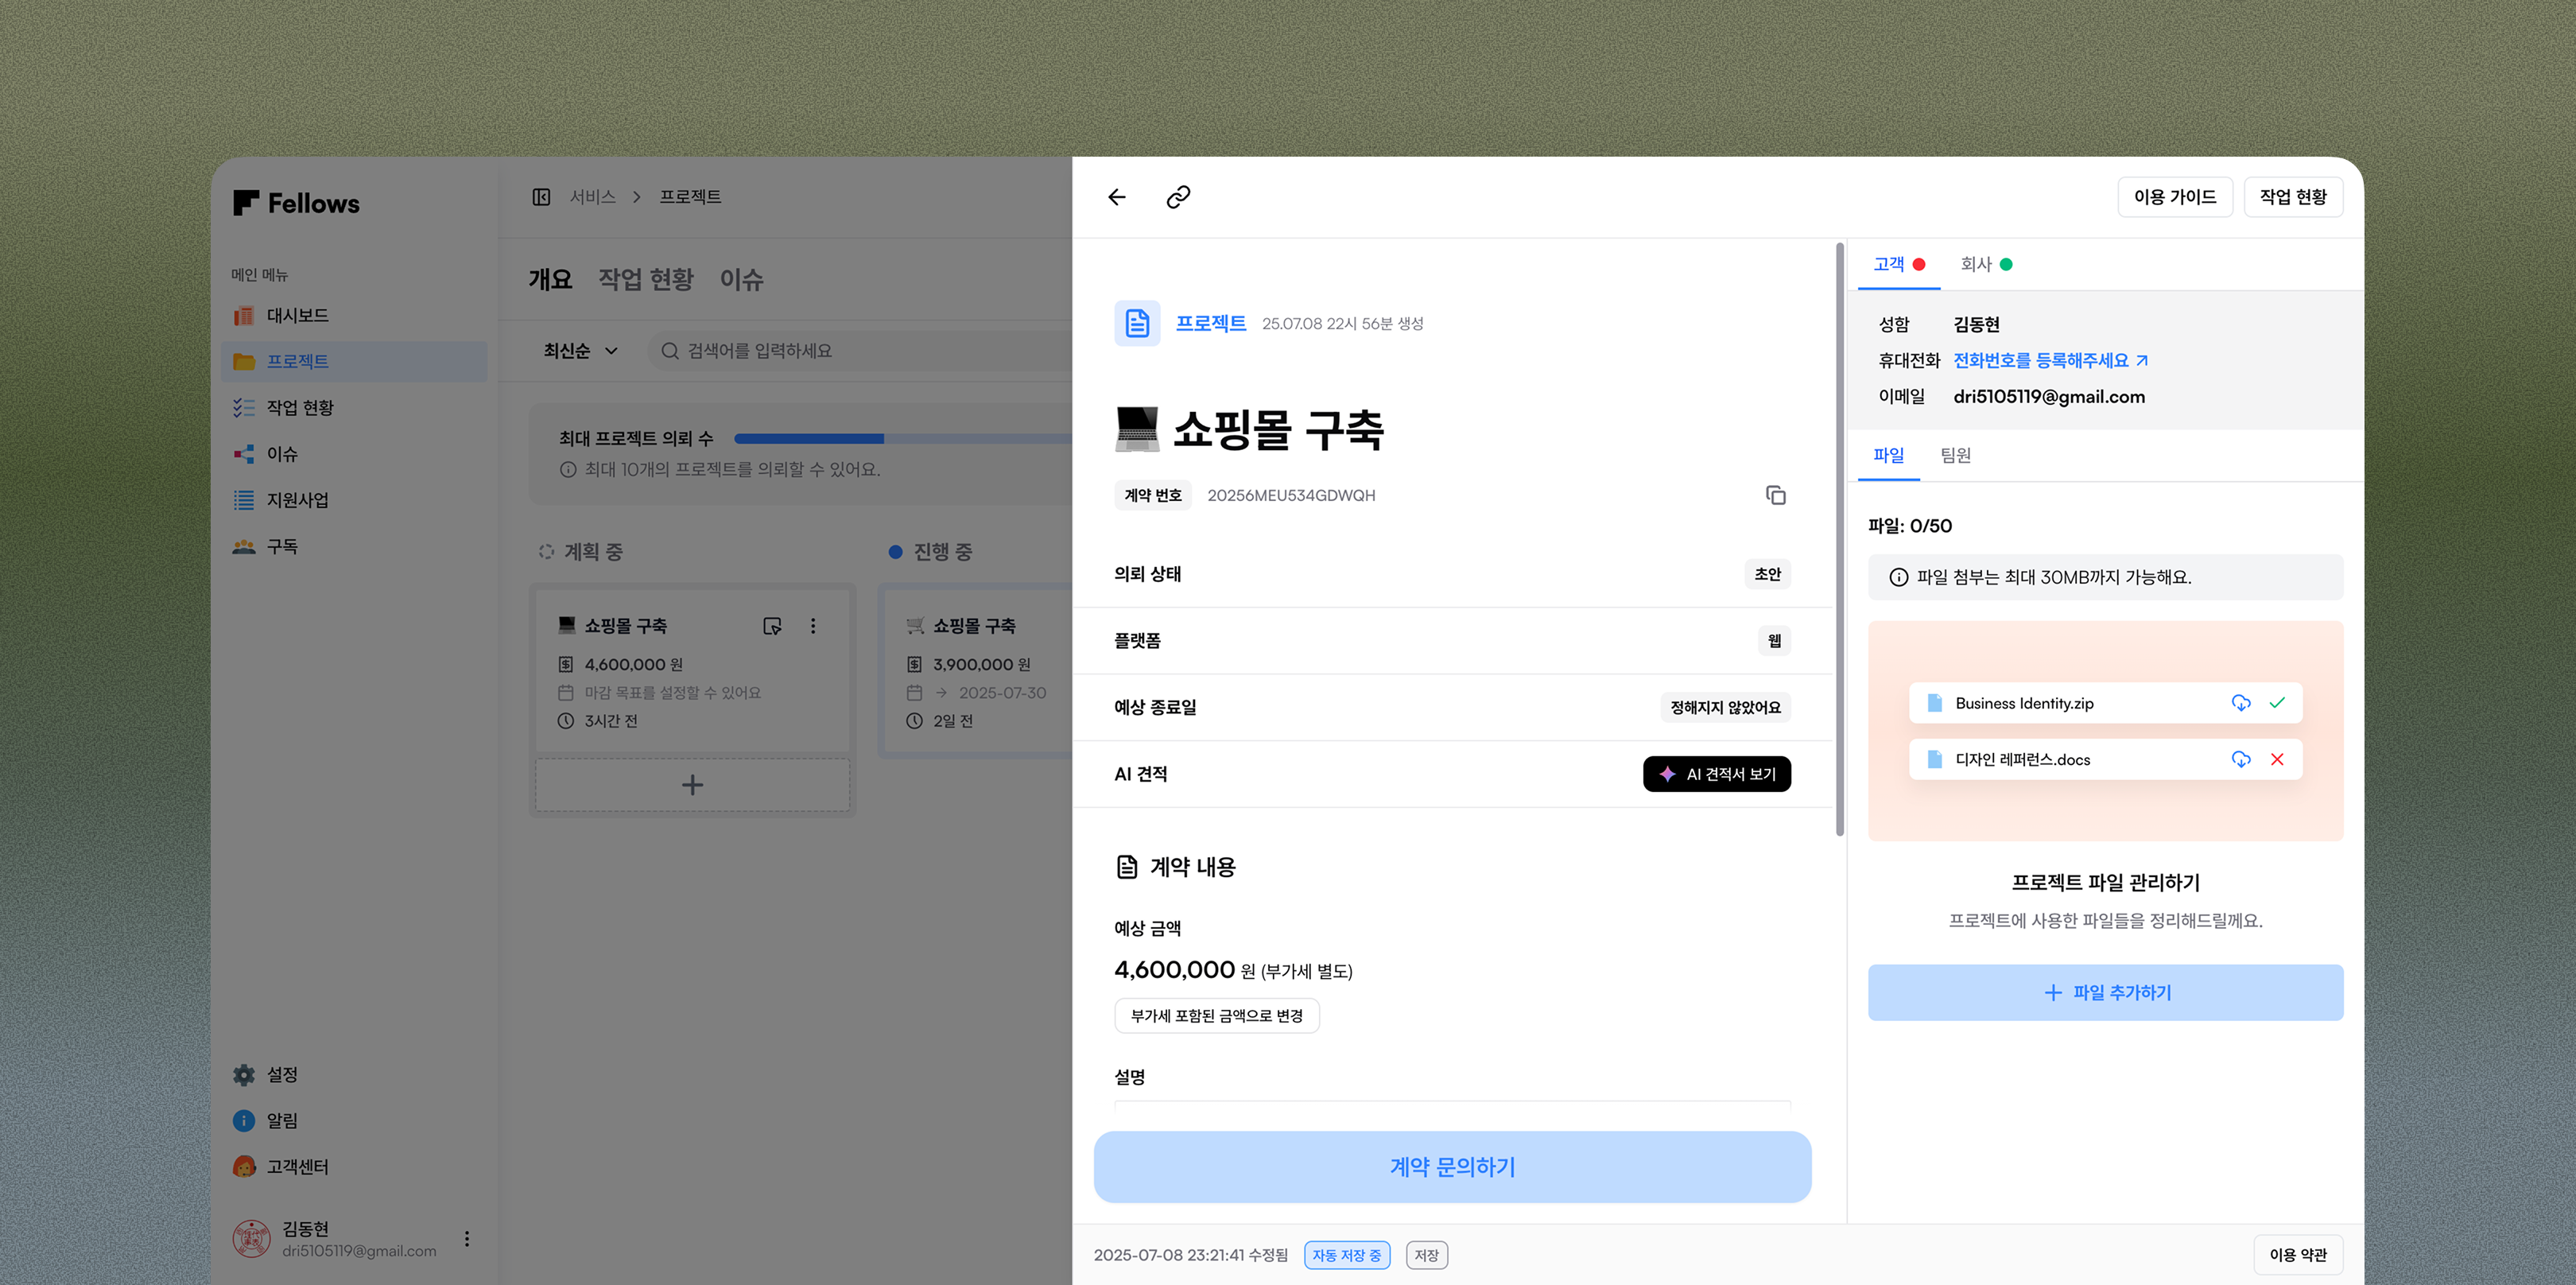 Fellows
메인 메뉴
대시보드
프로젝트
작업 현황
이슈
지원사업
구독
설정
알림
고객센터
김동현
dri5105119@gmail.com
서비스 > 프로젝트
개요 작업 현황 이슈
최신순 검색어를 입력하세요
최대 프로젝트 의뢰 수
최대 10개의 프로젝트를 의뢰할 수 있어요.
계획 중
쇼핑몰 구축
4,600,000 원
마감 목표를 설정할 수 있어요
3시간 전
진행 중
쇼핑몰 구축
3,900,000 원
→ 2025-07-30
2일 전
이용 가이드 작업 현황
프로젝트 25.07.08 22시 56분 생성
쇼핑몰 구축
계약 번호 20256MEU534GDWQH
의뢰 상태 초안
플랫폼 웹
예상 종료일 정해지지 않았어요
AI 견적 AI 견적서 보기
계약 내용
예상 금액
4,600,000 원 (부가세 별도)
부가세 포함된 금액으로 변경
설명
계약 문의하기
2025-07-08 23:21:41 수정됨 자동 저장 중 저장
고객 회사
성함 김동현
휴대전화 전화번호를 등록해주세요
이메일 dri5105119@gmail.com
파일 팀원
파일: 0/50
파일 첨부는 최대 30MB까지 가능해요.
Business Identity.zip
디자인 레퍼런스.docs
프로젝트 파일 관리하기
프로젝트에 사용한 파일들을 정리해드릴께요.
파일 추가하기
이용 약관